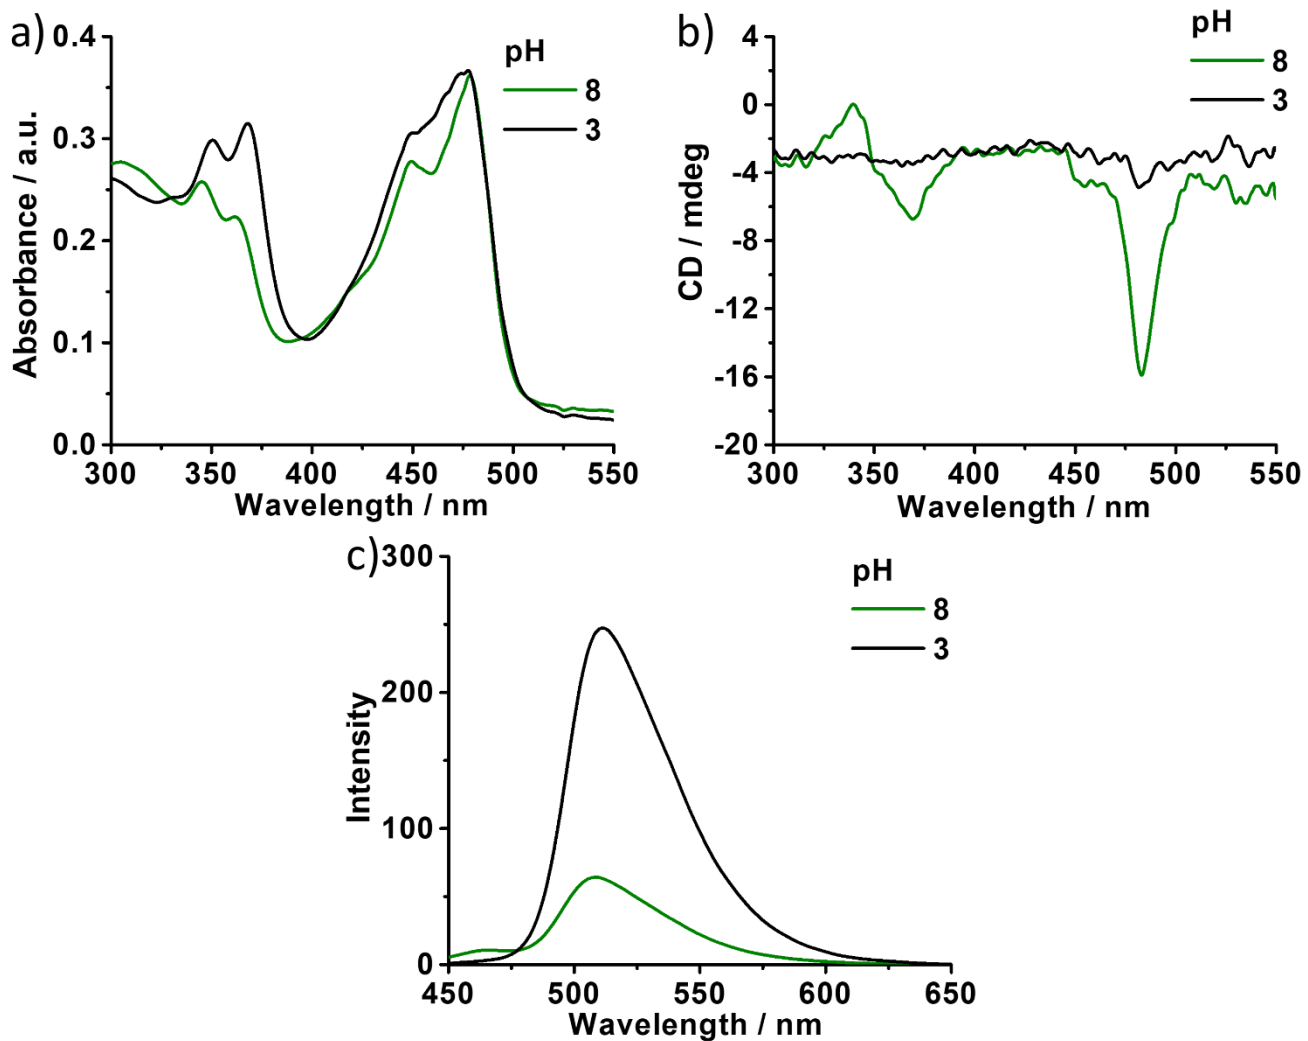 a)
0.4
0.3
0.2
0.1
0.0
Absorbance / a.u.
300 350 400 450 500 550
Wavelength / nm
pH
8
3
b)
4
0
-4
-8
-12
-16
-20
CD / mdeg
300 350 400 450 500 550
Wavelength / nm
pH
8
3
c)
300
200
100
0
Intensity
450 500 550 600 650
Wavelength / nm
pH
8
3